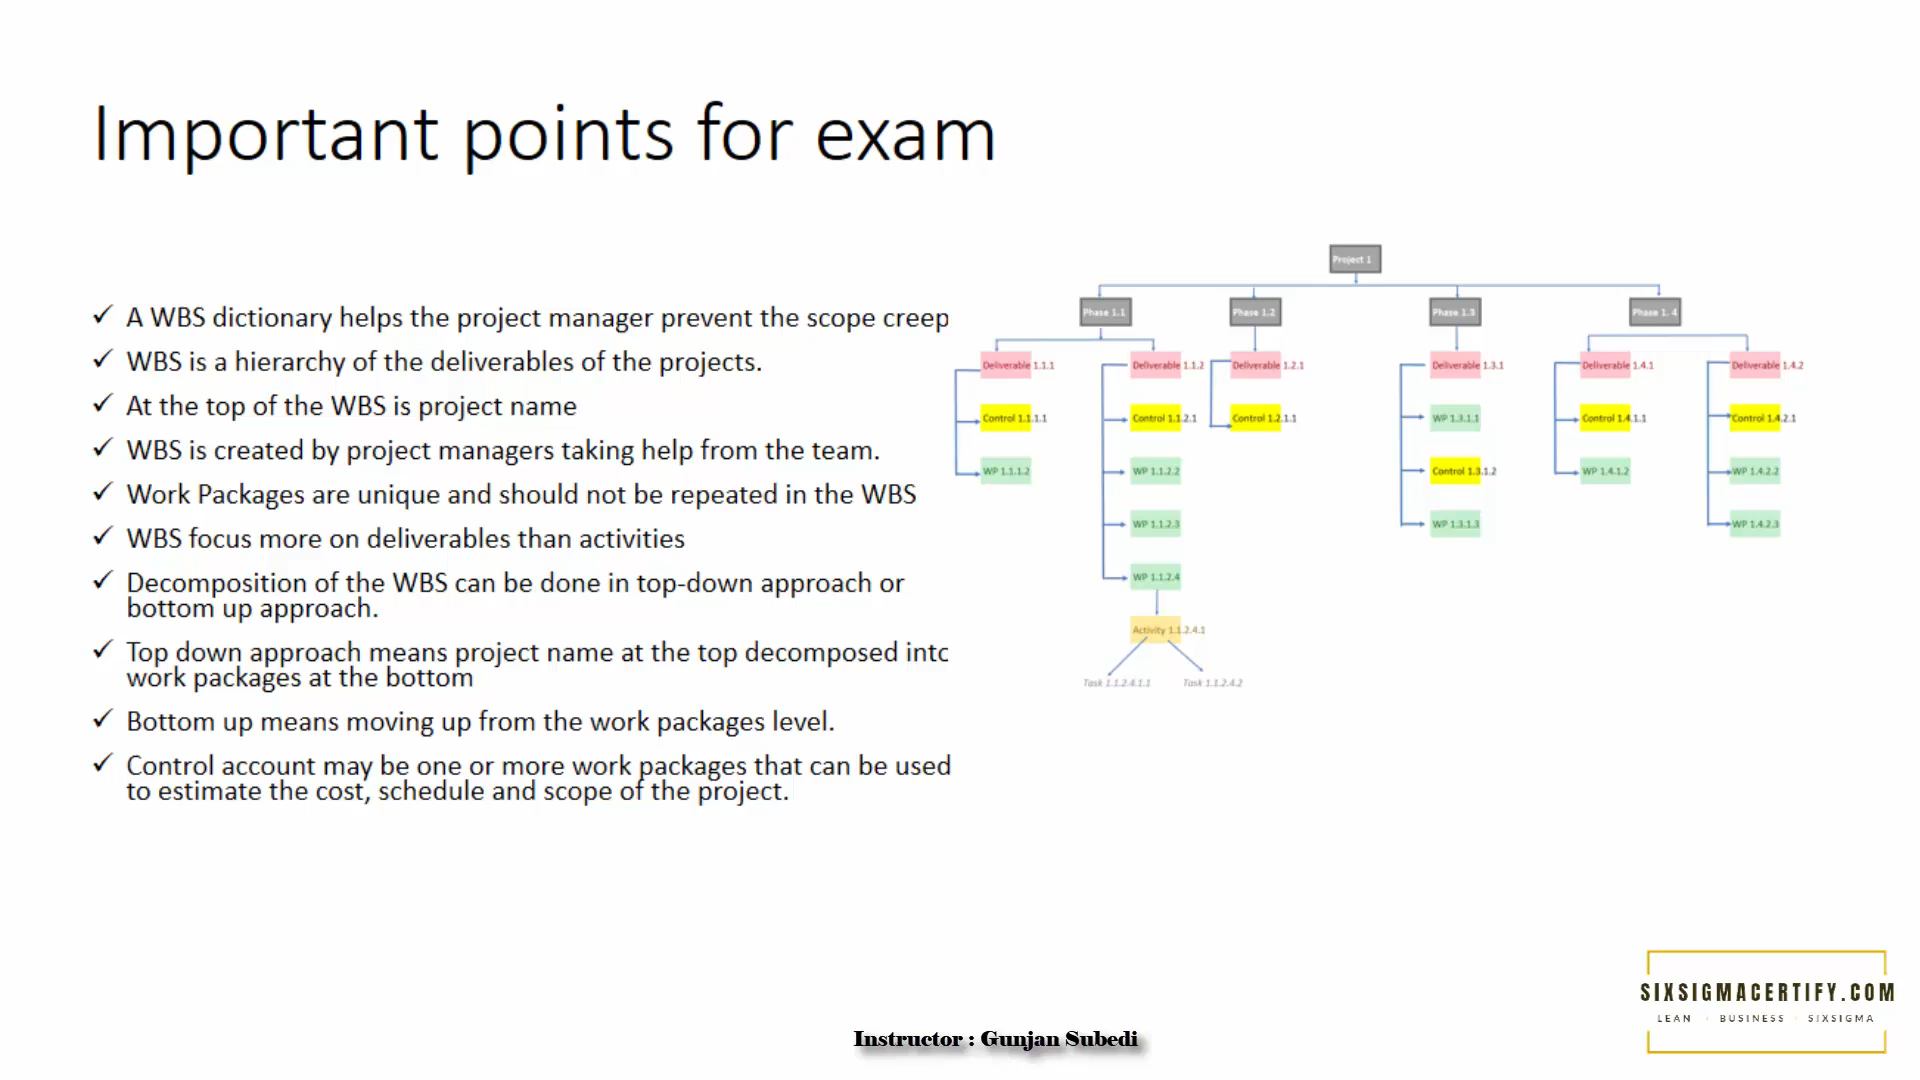 Important points for exam
✓ A WBS dictionary helps the project manager prevent the scope creep
✓ WBS is a hierarchy of the deliverables of the projects.
✓ At the top of the WBS is project name
✓ WBS is created by project managers taking help from the team.
✓ Work Packages are unique and should not be repeated in the WBS
✓ WBS focus more on deliverables than activities
✓ Decomposition of the WBS can be done in top-down approach or
bottom up approach.
✓ Top down approach means project name at the top decomposed into
work packages at the bottom
✓ Bottom up means moving up from the work packages level.
✓ Control account may be one or more work packages that can be used
to estimate the cost, schedule and scope of the project.
Project 1
Phase 1.1
Phase 1.2
Phase 1.3
Phase 1. 4
Deliverable 1.1.1
Deliverable 1.1.2
Deliverable 1.2.1
Deliverable 1.3.1
Deliverable 1.4.1
Deliverable 1.4.2
Control 1.1.1.1
Control 1.1.2.1
Control 1.2.1.1
WP 1.3.1.1
Control 1.4.1.1
Control 1.4.2.1
WP 1.1.1.2
WP 1.1.2.2
Control 1.3.1.2
WP 1.4.1.2
WP 1.4.2.2
WP 1.1.2.3
WP 1.3.1.3
WP 1.4.2.3
WP 1.1.2.4
Activity 1.1.2.4.1
Task 1.1.2.4.1.1
Task 1.1.2.4.2
SIXSIGMACERTIFY.COM
LEAN · BUSINESS · SIXSIGMA
Instructor : Gunjan Subedi